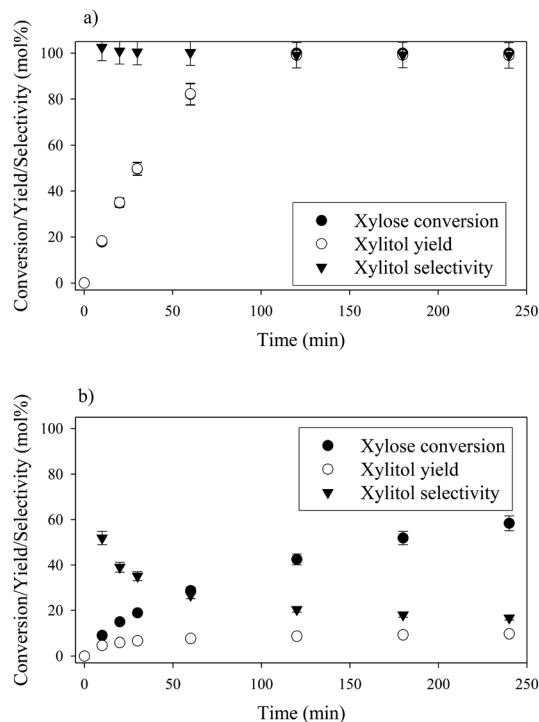 a)
Conversion/Yield/Selectivity (mol%)
100
80
60
40
20
0
Xylose conversion
Xylitol yield
Xylitol selectivity
0
50
100
150
200
250
Time (min)
b)
Conversion/Yield/Selectivity (mol%)
100
80
60
40
20
0
Xylose conversion
Xylitol yield
Xylitol selectivity
0
50
100
150
200
250
Time (min)